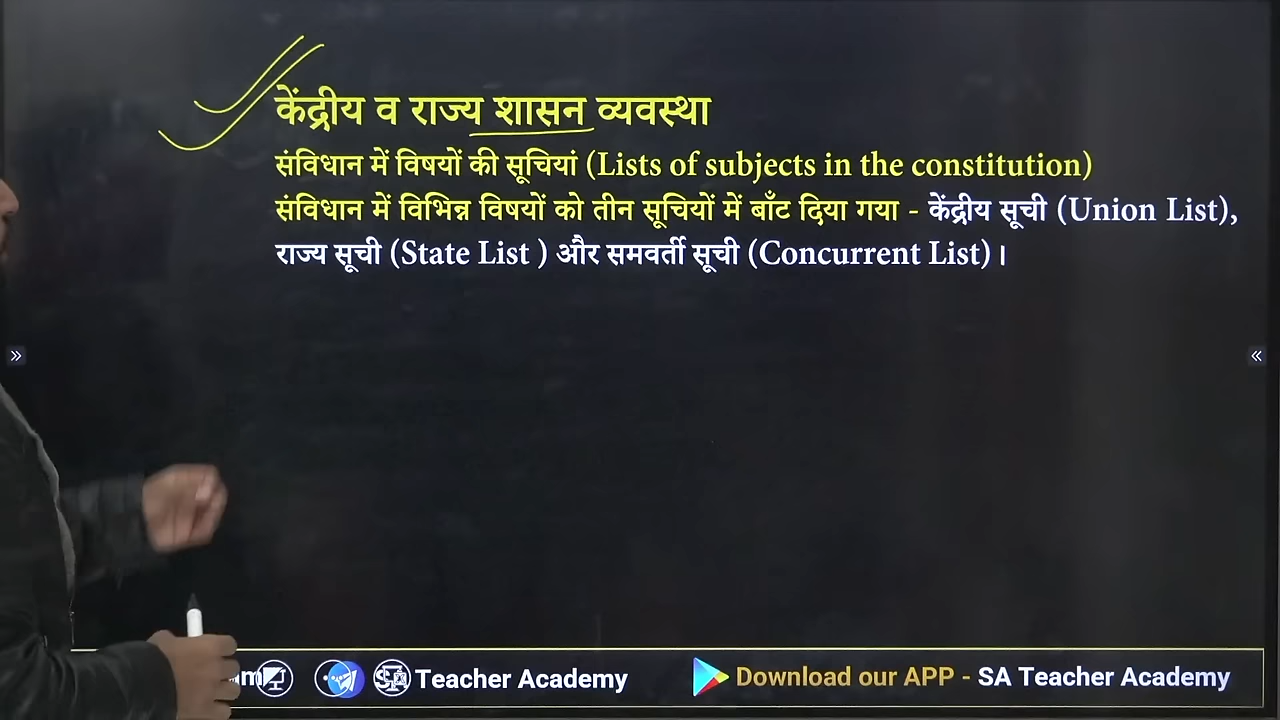 केंद्रीय व राज्य शासन व्यवस्था
संविधान में विषयों की सूचियां (Lists of subjects in the constitution)
संविधान में विभिन्न विषयों को तीन सूचियों में बाँट दिया गया - केंद्रीय सूची (Union List),
राज्य सूची (State List ) और समवर्ती सूची (Concurrent List)।
Teacher Academy
Download our APP - SA Teacher Academy